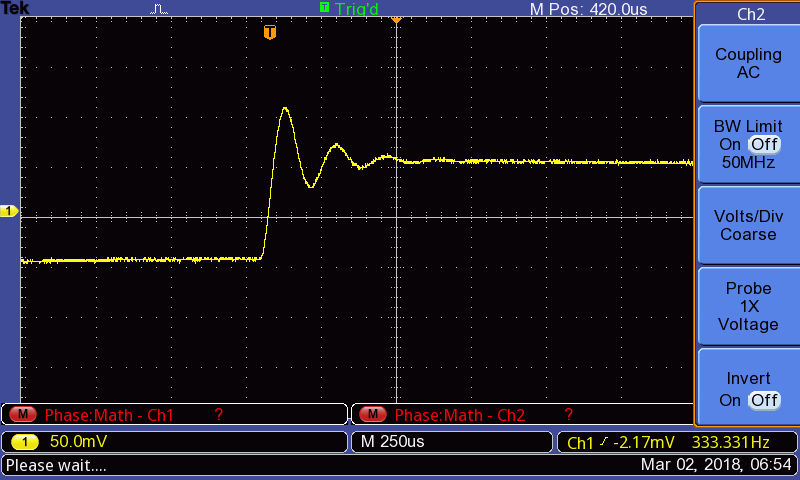 Tek
T Trig'd
M Pos: 420.0us
Ch2
T
Coupling
AC
BW Limit
On Off
50MHz
1
Volts/Div
Coarse
Probe
1X
Voltage
Invert
On Off
M Phase:Math - Ch1 ?
M Phase:Math - Ch2 ?
1 50.0mV
M 250us
Ch1 -2.17mV 333.331Hz
Please wait....
Mar 02, 2018, 06:54